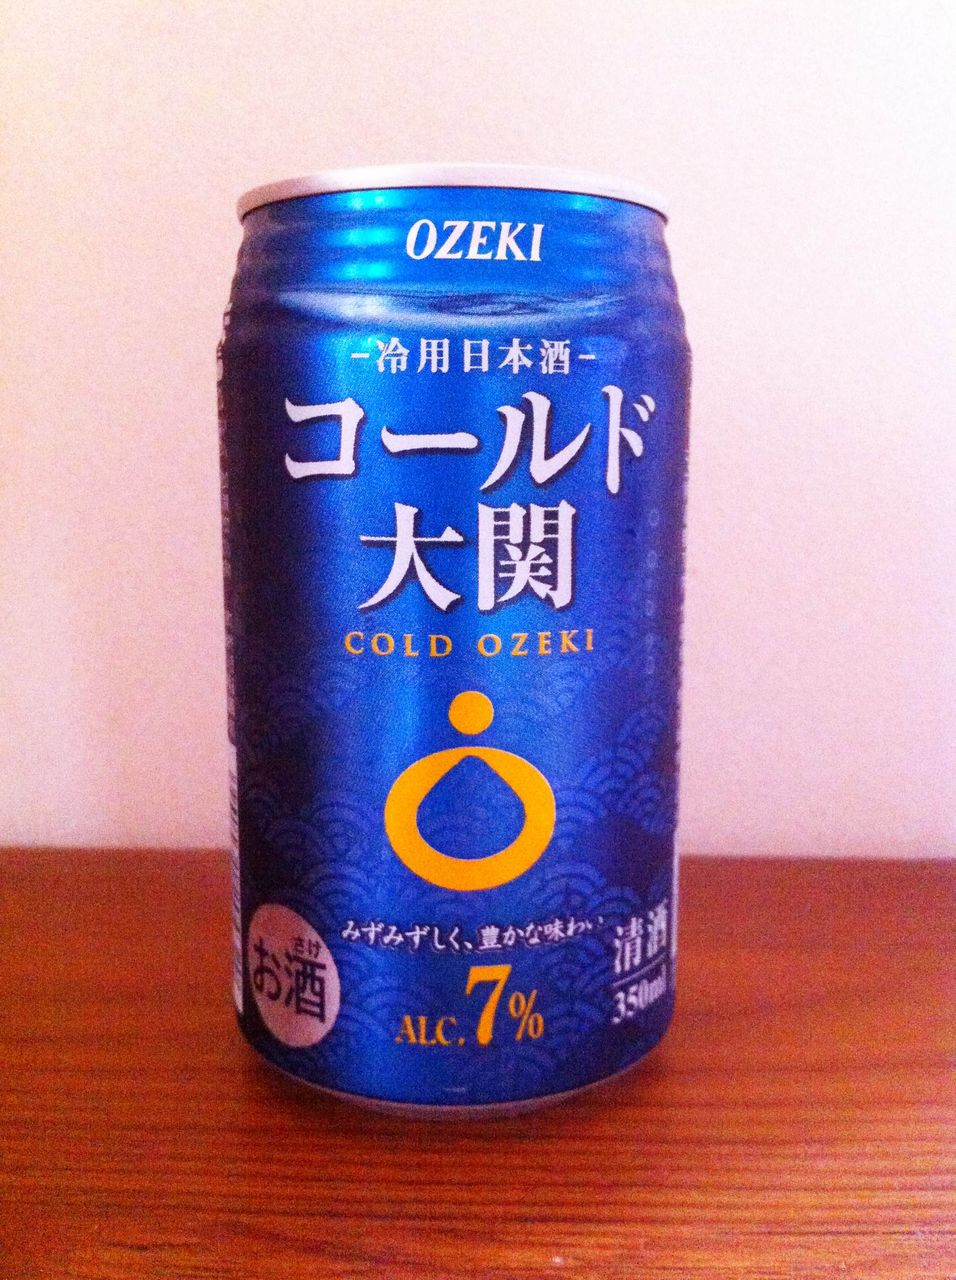 OZEKI
-冷用日本酒-
コールド
大関
COLD OZEKI
みずみずしく、豊かな味わい
さけ
お酒
ALC.7%
清酒
350ml